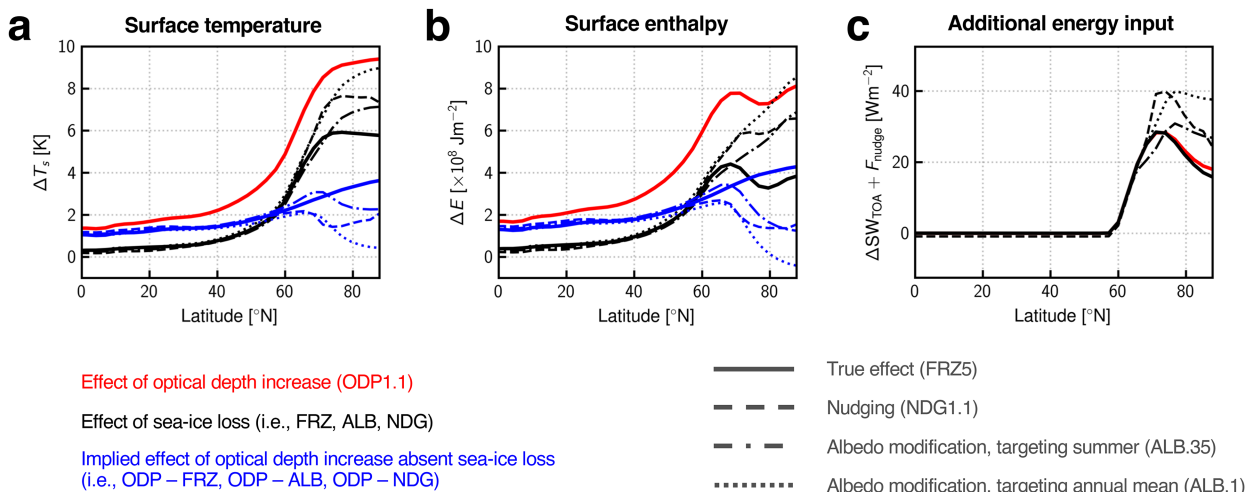 a Surface temperature b Surface enthalpy c Additional energy input
10
8
6
4
2
0
ΔTs [K]
0 20 40 60 80
Latitude [°N]
10
8
6
4
2
0
ΔE [×10⁸ Jm⁻²]
0 20 40 60 80
Latitude [°N]
40
20
0
ΔSWTOA + Fnudge [Wm⁻²]
0 20 40 60 80
Latitude [°N]
Effect of optical depth increase (ODP1.1)
Effect of sea-ice loss (i.e., FRZ, ALB, NDG)
Implied effect of optical depth increase absent sea-ice loss
(i.e., ODP – FRZ, ODP – ALB, ODP – NDG)
True effect (FRZ5)
Nudging (NDG1.1)
Albedo modification, targeting summer (ALB.35)
Albedo modification, targeting annual mean (ALB.1)